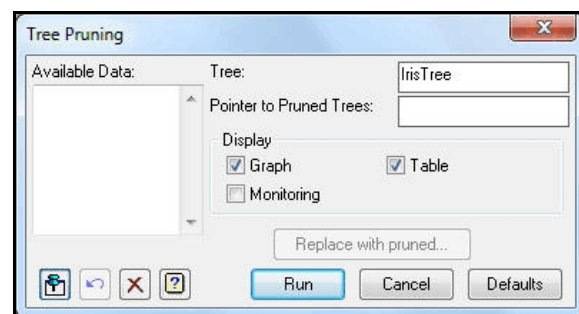 Tree Pruning
Available Data:
Tree:
IrisTree
Pointer to Pruned Trees:
Display
Graph
Table
Monitoring
Replace with pruned...
Run
Cancel
Defaults